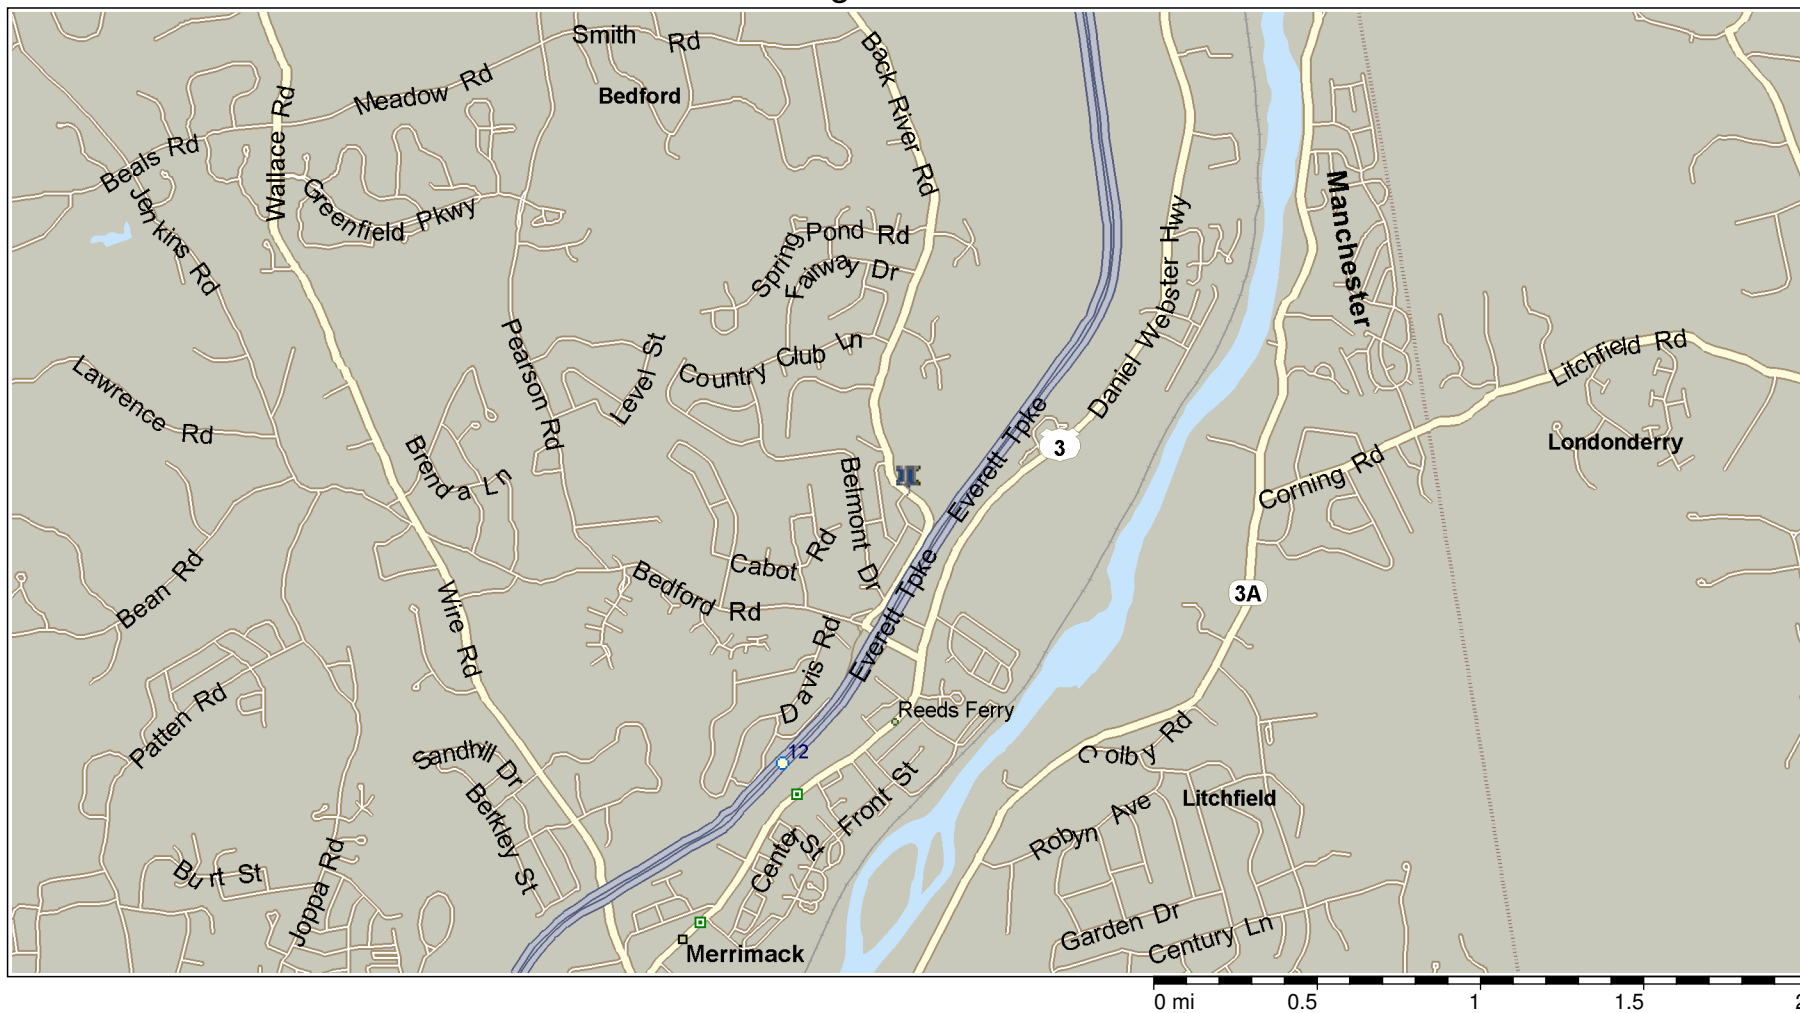 g
Smith Rd
Back River Rd
Meadow Rd
Bedford
Wallace Rd
Beals Rd
Jenkins Rd
Greenfield Pkwy
Spring Pond Rd
Fairway Dr
Daniel Webster Hwy
Manchester
Pearson Rd
Level St
Country Club Ln
Litchfield Rd
Lawrence Rd
Brenda Ln
Everett Tpke
3
Londonderry
Corning Rd
Belmont Dr
Cabot Rd
Bean Rd
Bedford Rd
Everett Tpke
3A
Wire Rd
Davis Rd
Everett Tpke
Patten Rd
Reeds Ferry
Colby Rd
12
Sandhill Dr
Front St
Litchfield
Berkley St
Robyn Ave
Center St
Burt St
Joppa Rd
Garden Dr
Century Ln
Merrimack
0 mi 0.5 1 1.5 2